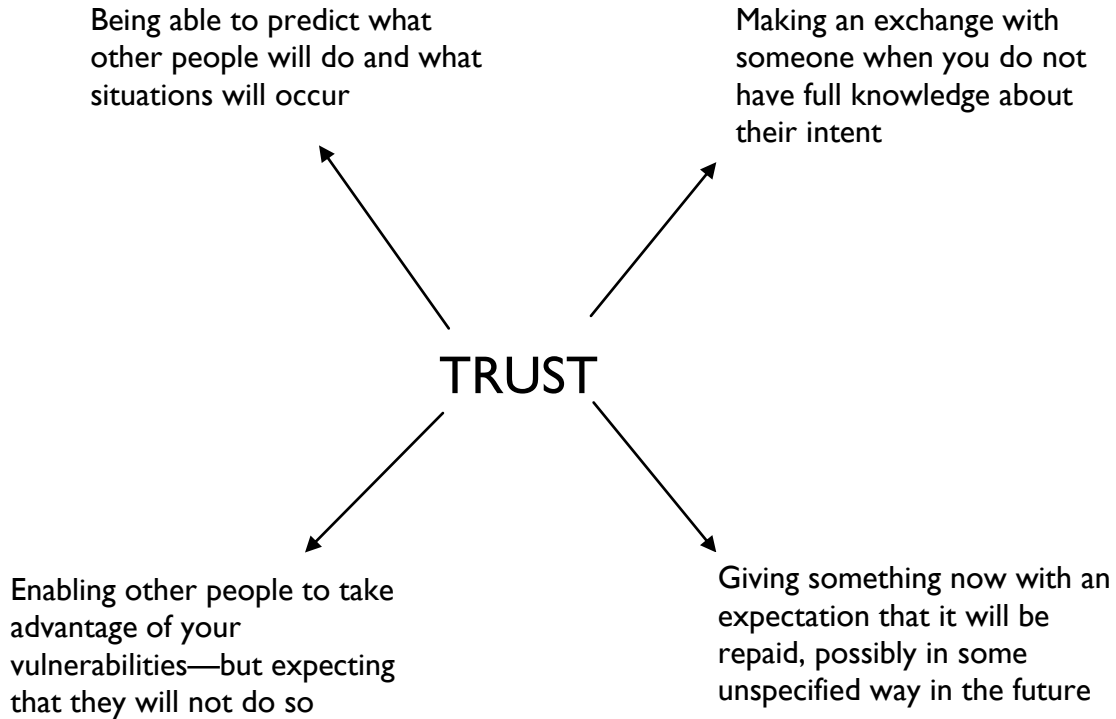 Being able to predict what
other people will do and what
situations will occur
Making an exchange with
someone when you do not
have full knowledge about
their intent
TRUST
Enabling other people to take
advantage of your
vulnerabilities—but expecting
that they will not do so
Giving something now with an
expectation that it will be
repaid, possibly in some
unspecified way in the future